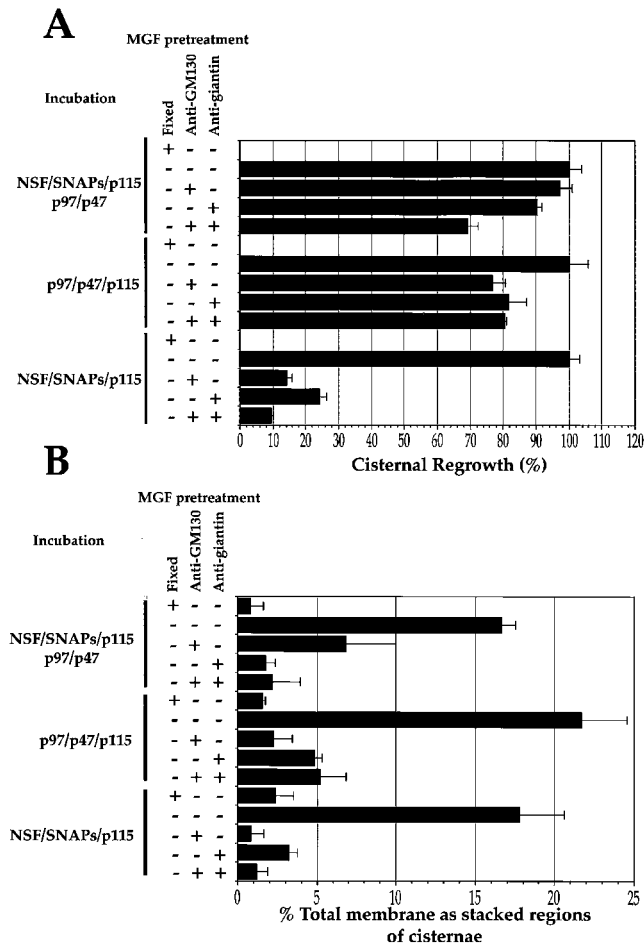 A
MGF pretreatment
Incubation
Fixed
Anti-GM130
Anti-giantin
+ - -
- - -
NSF/SNAPs/p115
- + -
p97/p47
- - +
- + +
+ - -
- - -
p97/p47/p115
- + -
- - +
- + +
+ - -
- - -
NSF/SNAPs/p115
- + -
- - +
- + +
0 10 20 30 40 50 60 70 80 90 100 110 120
Cisternal Regrowth (%)
B
MGF pretreatment
Incubation
Fixed
Anti-GM130
Anti-giantin
+ - -
- - -
NSF/SNAPs/p115
- + -
p97/p47
- - +
- + +
+ - -
- - -
p97/p47/p115
- + -
- - +
- + +
+ - -
- - -
NSF/SNAPs/p115
- + -
- - +
- + +
0 5 10 15 20 25
% Total membrane as stacked regions
of cisternae